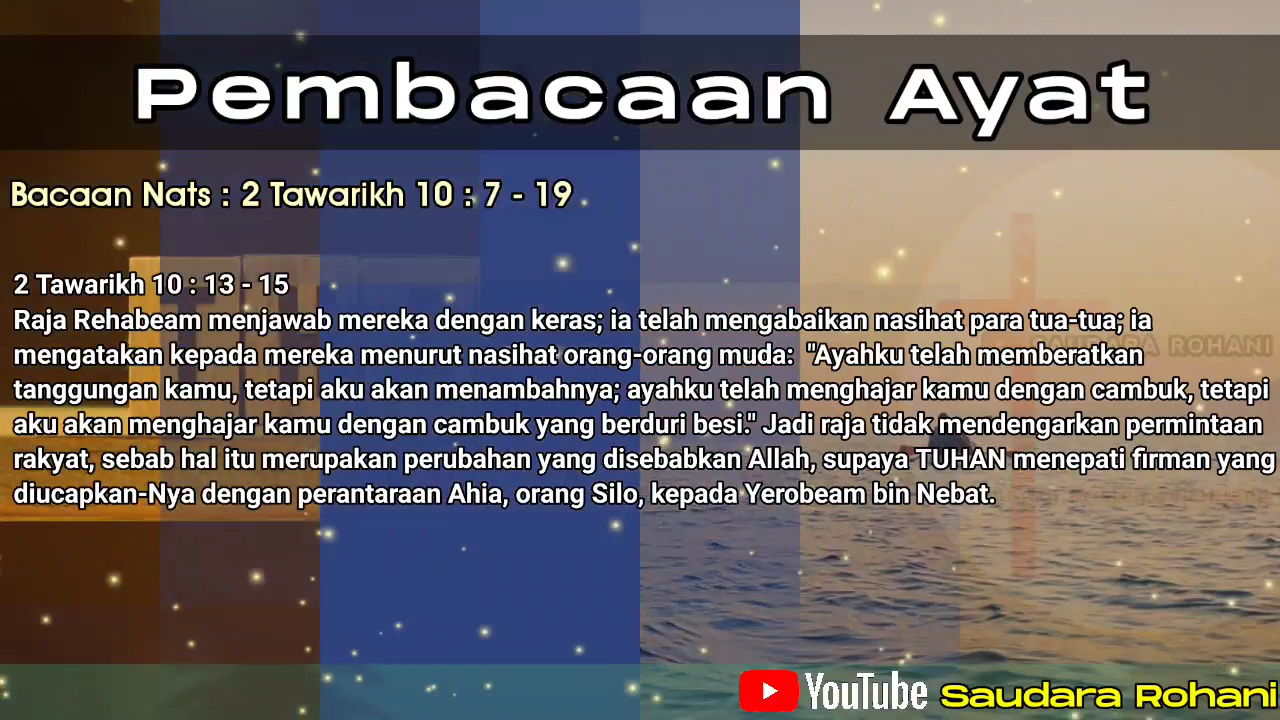 Pembacaan Ayat
Bacaan Nats : 2 Tawarikh 10 : 7 - 19
2 Tawarikh 10 : 13 - 15
Raja Rehabeam menjawab mereka dengan keras; ia telah mengabaikan nasihat para tua-tua; ia
mengatakan kepada mereka menurut nasihat orang-orang muda: "Ayahku telah memberatkan
tanggungan kamu, tetapi aku akan menambahnya; ayahku telah menghajar kamu dengan cambuk, tetapi
aku akan menghajar kamu dengan cambuk yang berduri besi." Jadi raja tidak mendengarkan permintaan
rakyat, sebab hal itu merupakan perubahan yang disebabkan Allah, supaya TUHAN menepati firman yang
diucapkan-Nya dengan perantaraan Ahia, orang Silo, kepada Yerobeam bin Nebat.
SAUDARA ROHANI
YouTube Saudara Rohani